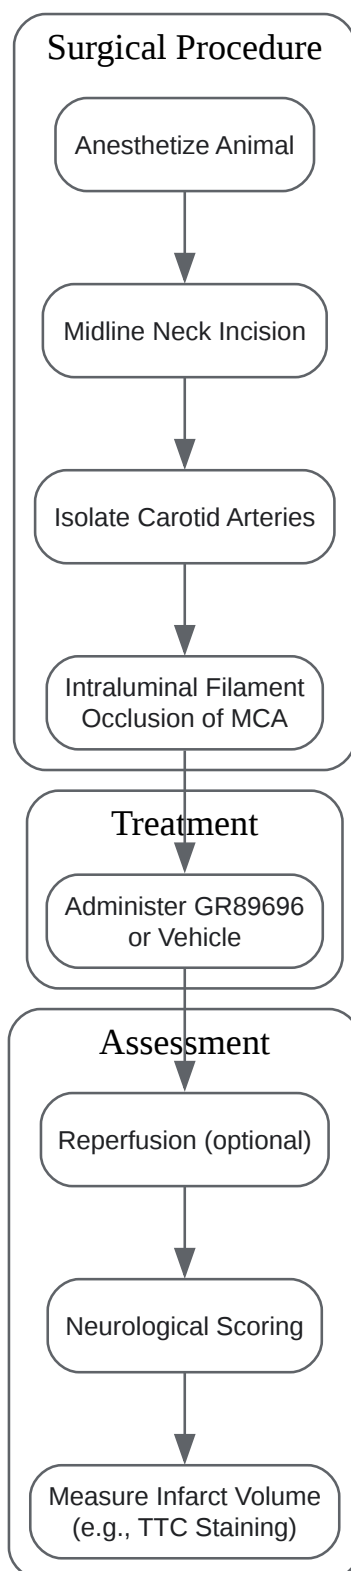 Surgical Procedure
Anesthetize Animal
Midline Neck Incision
Isolate Carotid Arteries
Intraluminal Filament
Occlusion of MCA
Treatment
Administer GR89696
or Vehicle
Assessment
Reperfusion (optional)
Neurological Scoring
Measure Infarct Volume
(e.g., TTC Staining)